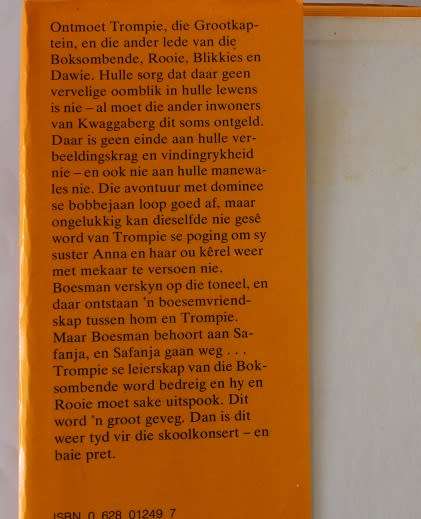 Ontmoet Trompie, die Grootkap-
tein, en die ander lede van die
Boksombende, Rooie, Blikkies en
Dawie. Hulle sorg dat daar geen
vervelige oomblik in hulle lewens
is nie – al moet die ander inwoners
van Kwaggaberg dit soms ontgeld.
Daar is geen einde aan hulle ver-
beeldingskrag en vindingrykheid
nie – en ook nie aan hulle manewa-
les nie. Die avontuur met dominee
se bobbejaan loop goed af, maar
ongelukkig kan dieselfde nie gesê
word van Trompie se poging om sy
suster Anna en haar ou kêrel weer
met mekaar te versoen nie.
Boesman verskyn op die toneel, en
daar ontstaan 'n boesemvriend-
skap tussen hom en Trompie.
Maar Boesman behoort aan Sa-
fanja, en Safanja gaan weg . . .
Trompie se leierskap van die Bok-
sombende word bedreig en hy en
Rooie moet sake uitspook. Dit
word 'n groot geveg. Dan is dit
weer tyd vir die skoolkonsert – en
baie pret.
ISBN 0 628 01249 7